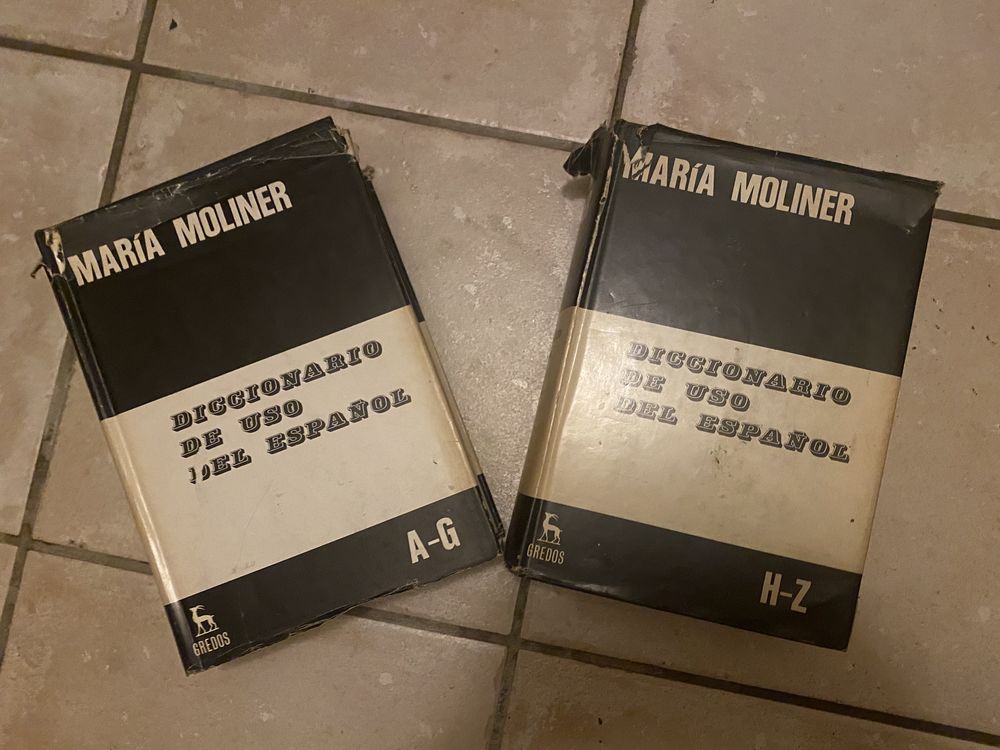 MARÍA MOLINER
DICCIONARIO
DE USO
DEL ESPAÑOL
A-G
GREDOS
MARÍA MOLINER
DICCIONARIO
DE USO
DEL ESPAÑOL
GREDOS
H-Z